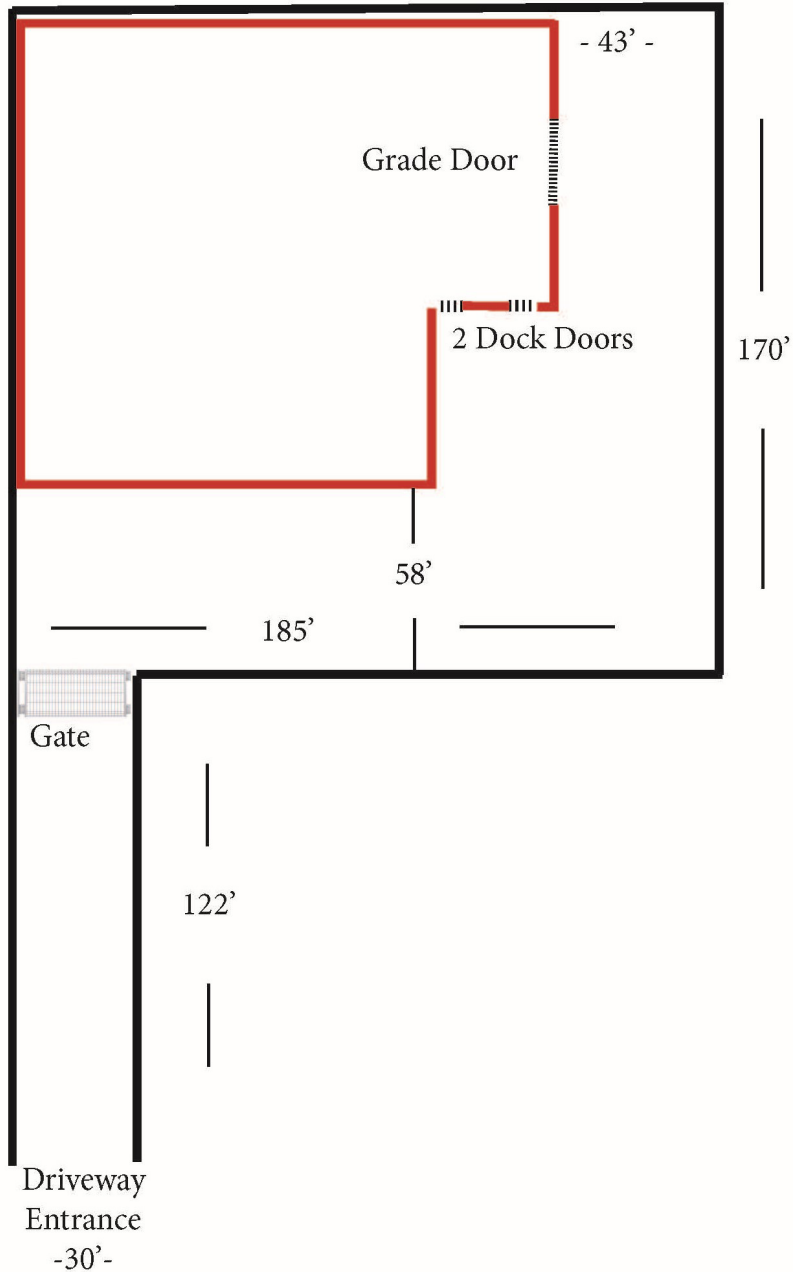 - 43’ -
Grade Door
2 Dock Doors
170’
58’
185’
Gate
122’
Driveway
Entrance
-30’-